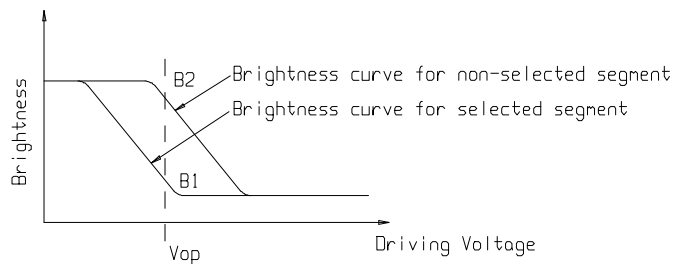 B2
Brightness curve for non-selected segment
Brightness curve for selected segment
Brightness
B1
Vop
Driving Voltage